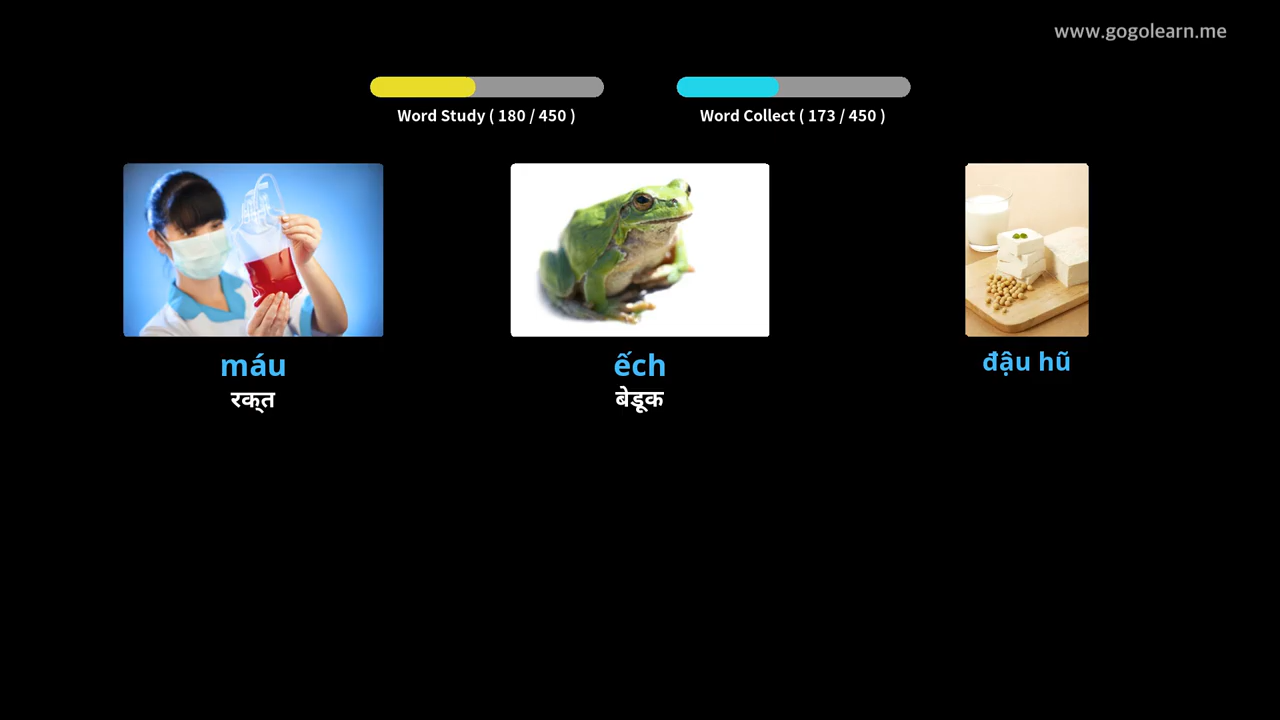 www.gogolearn.me
Word Study ( 180 / 450 )
Word Collect ( 173 / 450 )
máu
ếch
đậu hũ
रक्त
बेडूक